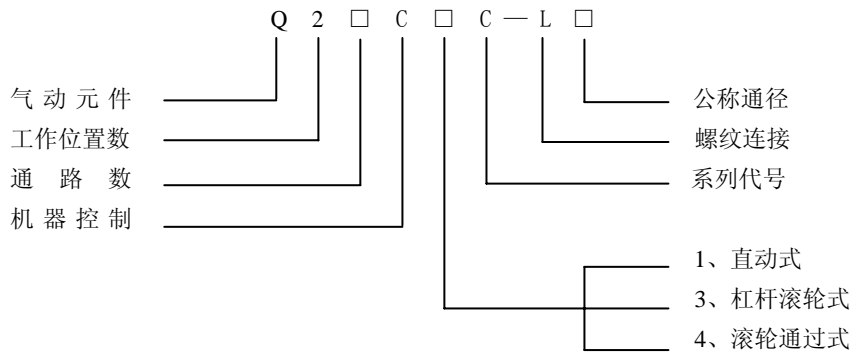 Q 2 □ C □ C — L □
气动元件
公称通径
工作位置数
螺纹连接
通路数
系列代号
机器控制
1、直动式
3、杠杆滚轮式
4、滚轮通过式